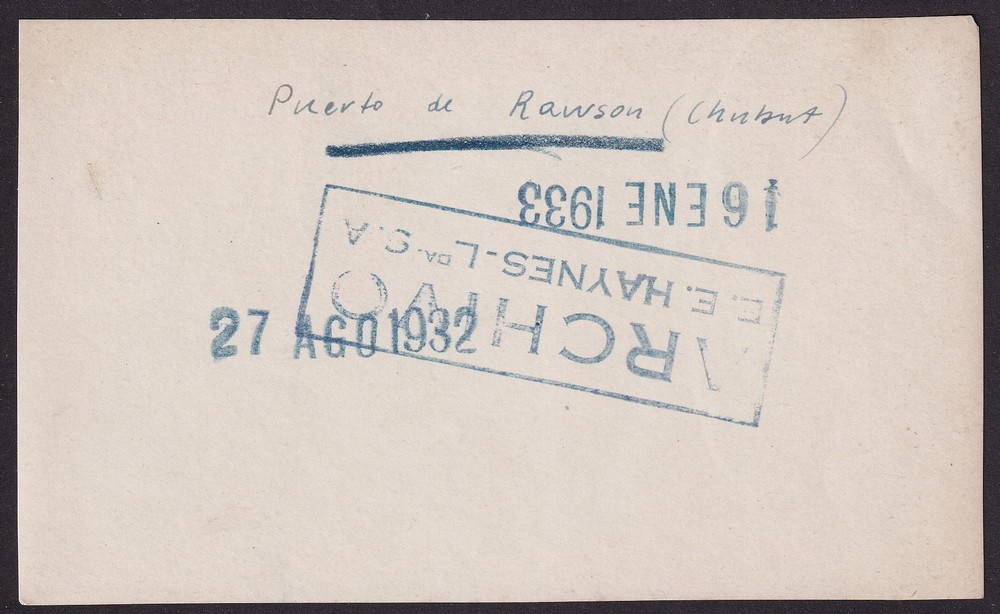 Puerto de Rawson (Chubut)
16 ENE 1933
ARCHIVO
E.E. HAYNES-LDA S.A
27 AGO 1932